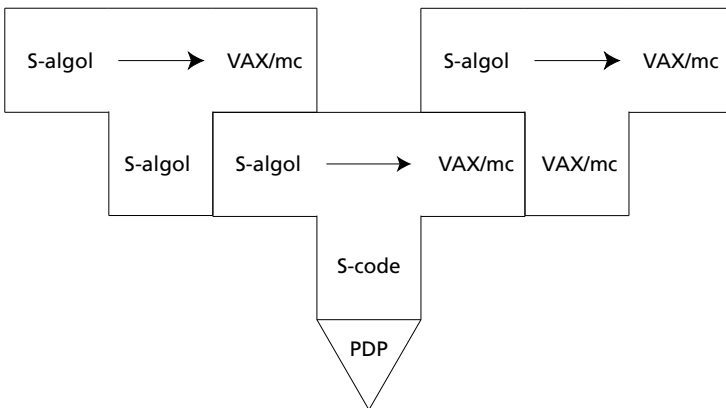 S-algol VAX/mc S-algol VAX/mc
S-algol S-algol VAX/mc VAX/mc
S-code
PDP